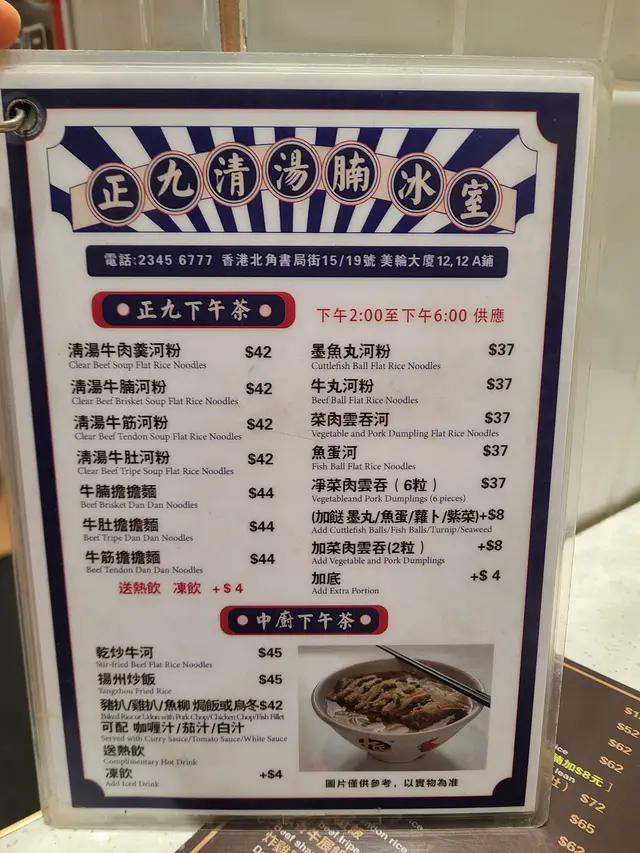 正九清湯腩冰室
電話:2345 6777 香港北角書局街15/19號 美輪大廈12,12A鋪
正九下午茶
下午2:00至下午6:00 供應
清湯牛肉羹河粉 $42
Clear Beef Soup Flat Rice Noodles
清湯牛腩河粉 $42
Clear Beef Brisket Soup Flat Rice Noodles
清湯牛筋河粉 $42
Clear Beef Tendon Soup Flat Rice Noodles
清湯牛肚河粉 $42
Clear Beef Tripe Soup Flat Rice Noodles
牛腩擔擔麵 $44
Beef Brisket Dan Dan Noodles
牛肚擔擔麵 $44
Beef Tripe Dan Dan Noodles
牛筋擔擔麵 $44
Beef Tendon Dan Dan Noodles
送熱飲 凍飲 +$4
墨魚丸河粉 $37
Cuttlefish Ball Flat Rice Noodles
牛丸河粉 $37
Beef Ball Flat Rice Noodles
菜肉雲吞河 $37
Vegetable and Pork Dumpling Flat Rice Noodles
魚蛋河 $37
Fish Ball Flat Rice Noodles
凈菜肉雲吞(6粒) $37
Vegetableand Pork Dumplings (6 pieces)
(加餸 墨丸/魚蛋/蘿卜/紫菜)+$8
Add Cuttlefish Balls/Fish Balls/Turnip/Seaweed
加菜肉雲吞(2粒) +$8
Add Vegetable and Pork Dumplings
加底 +$4
Add Extra Portion
中廚下午茶
乾炒牛河 $45
Stir-fried Beef Flat Rice Noodles
揚州炒飯 $45
Yangzhou Fried Rice
豬扒/雞扒/魚柳 焗飯或烏冬$42
Baked Rice or Udon with Pork Chop/Chicken Chop/Fish Fillet
可配 咖喱汁/茄汁/白汁
Served with Curry Sauce/Tomato Sauce/White Sauce
送熱飲
Complimentary Hot Drink
凍飲 +$4
Add Iced Drink
圖片僅供參考，以實物為准
$52
$62
$62
加$8元]
$72
$65
$62
beef tripe